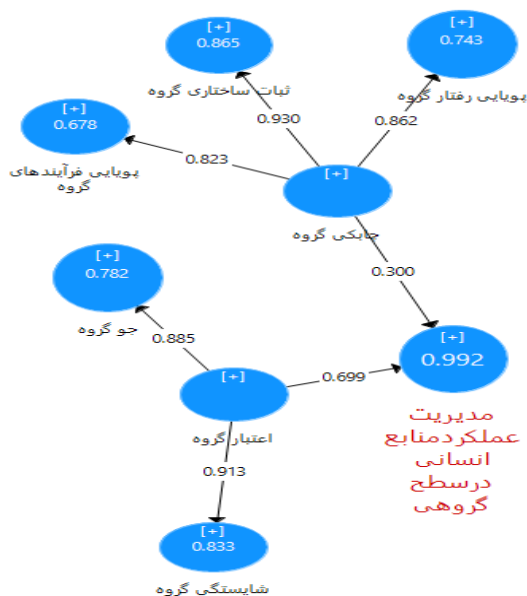 [+]
0.865
ثبات ساختاری گروه
[+]
0.743
پویایی رفتار گروه
[+]
0.678
پویایی فرآیندهای
گروه
0.930
0.862
0.823
[+]
چابکی گروه
0.300
[+]
0.782
جو گروه
0.885
[+]
0.992
مدیریت
عملکردمنابع
انسانی
درسطح
گروهی
0.699
[+]
اعتبار گروه
0.913
[+]
0.833
شایستگی گروه